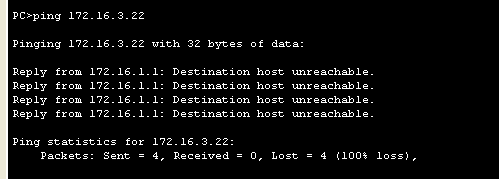 PC>ping 172.16.3.22
Pinging 172.16.3.22 with 32 bytes of data:
Reply from 172.16.1.1: Destination host unreachable.
Reply from 172.16.1.1: Destination host unreachable.
Reply from 172.16.1.1: Destination host unreachable.
Reply from 172.16.1.1: Destination host unreachable.
Ping statistics for 172.16.3.22:
Packets: Sent = 4, Received = 0, Lost = 4 (100% loss),